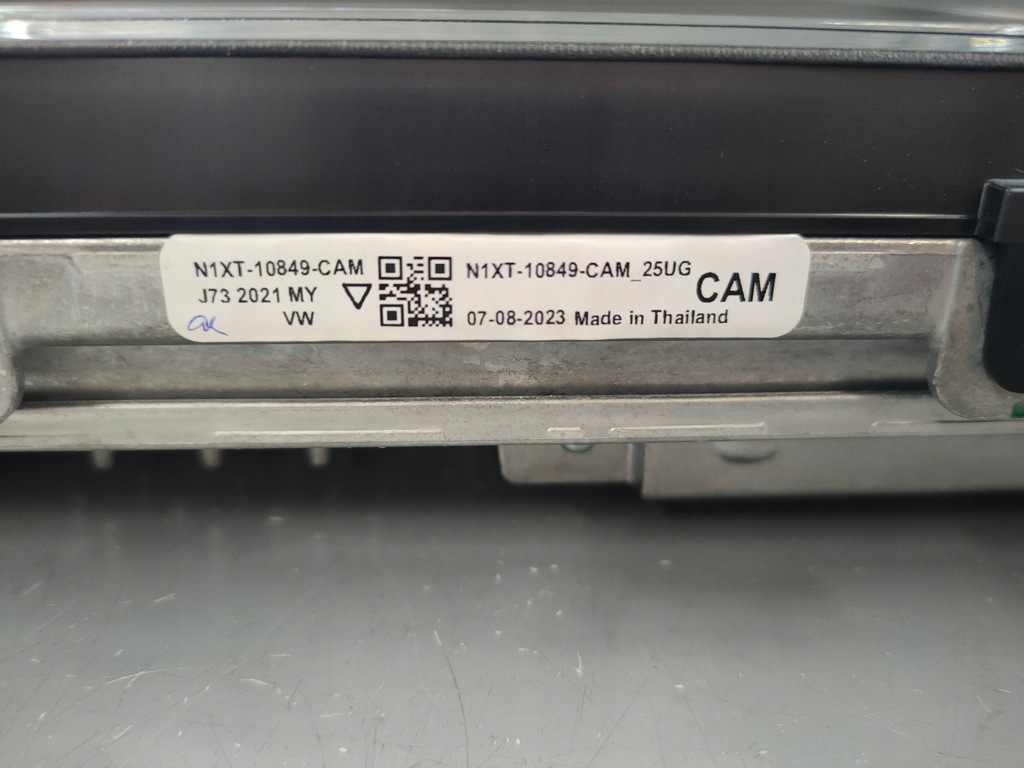 N1XT-10849-CAM
J73 2021 MY
VW
N1XT-10849-CAM_25UG
CAM
07-08-2023 Made in Thailand